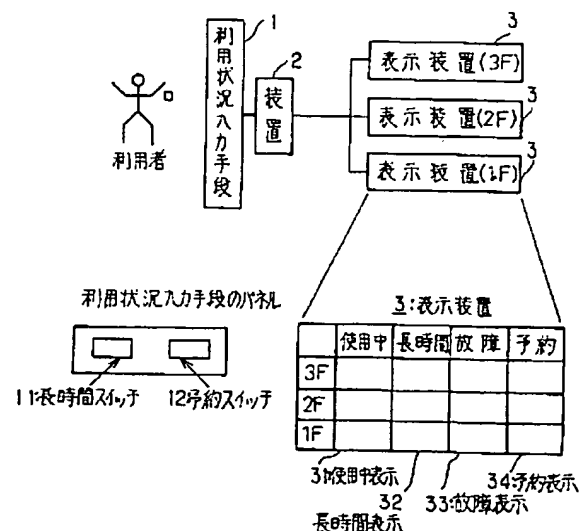 1
利用状況入力手段
2
装置
3
表示装置(3F)
3
表示装置(2F)
3
表示装置(1F)
利用者
利用状況入力手段のパネル
11:長時間スイッチ
12予約スイッチ
3:表示装置
使用中 長時間 故障 予約
3F
2F
1F
31:使用中表示
32
長時間表示
33:故障表示
34:予約表示